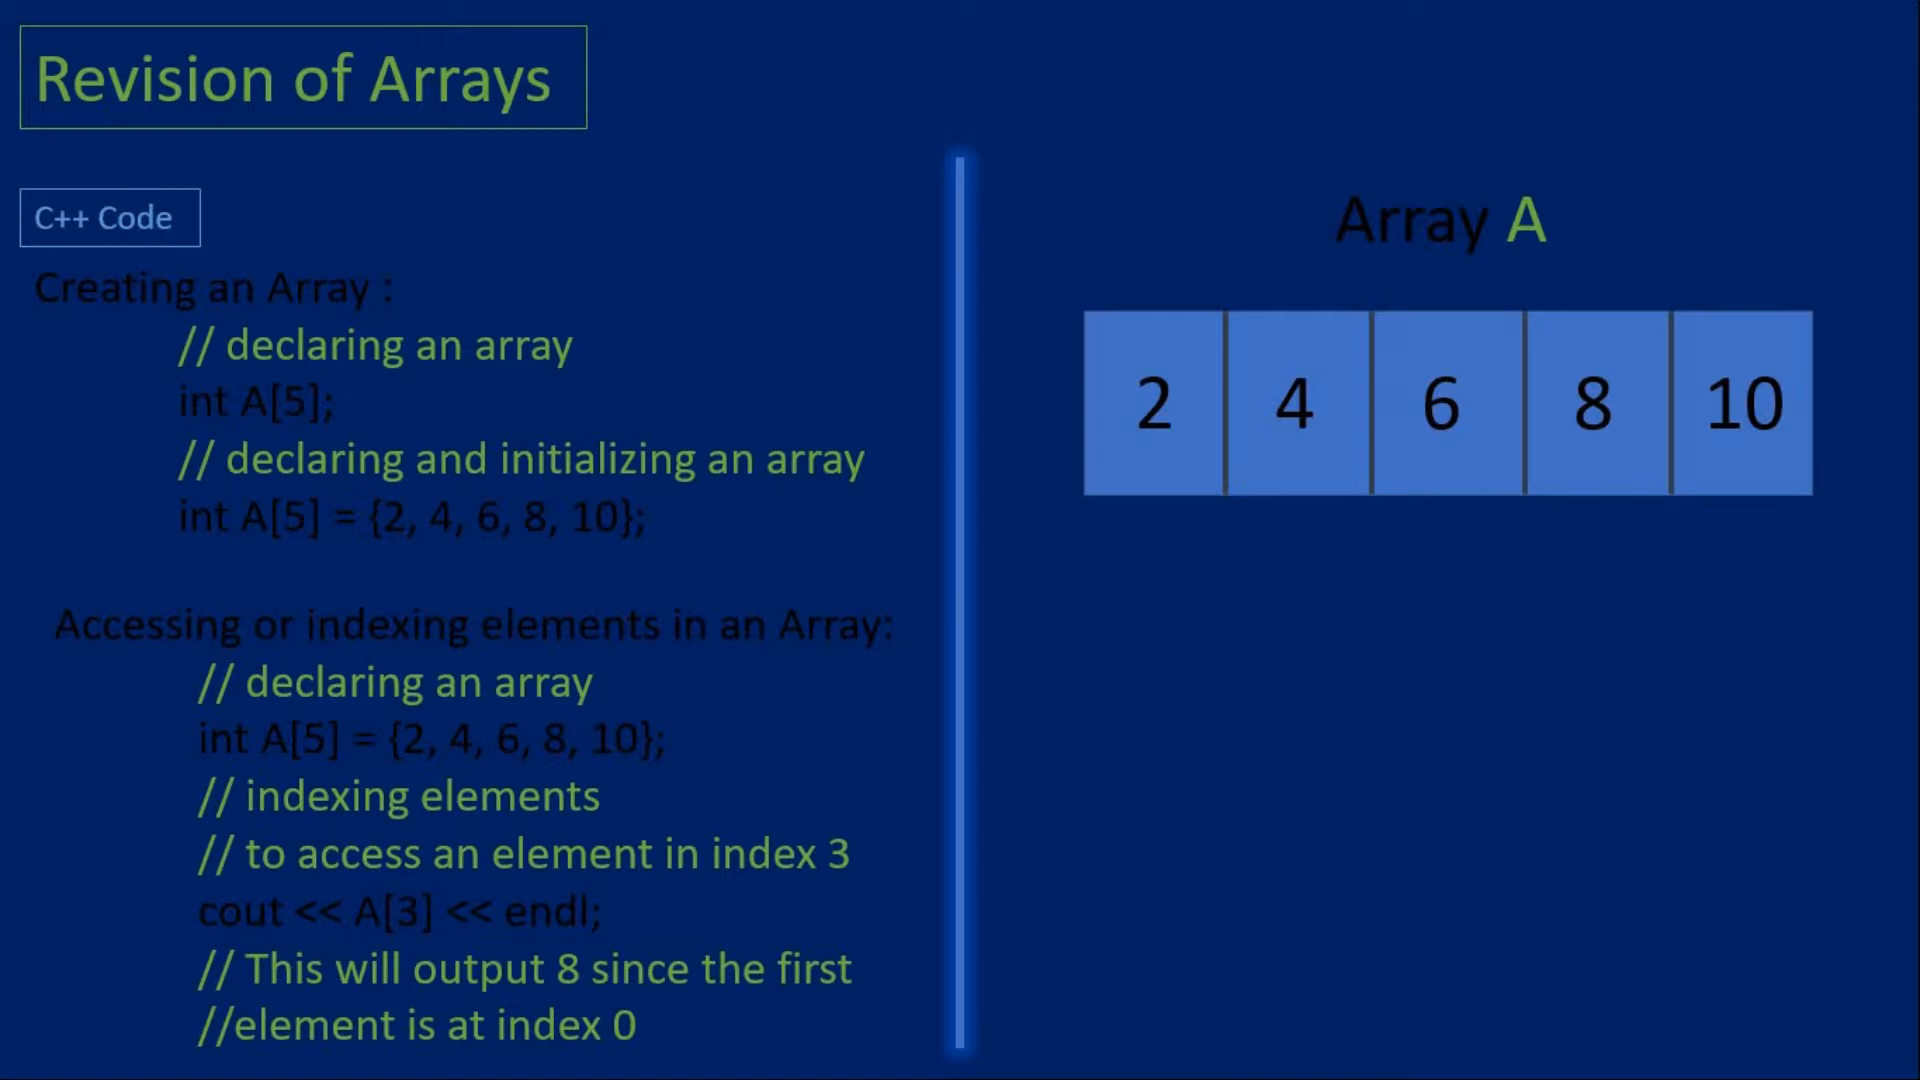 Revision of Arrays
C++ Code
Creating an Array :
// declaring an array
int A[5];
// declaring and initializing an array
int A[5] = {2, 4, 6, 8, 10};
Accessing or indexing elements in an Array:
// declaring an array
int A[5] = {2, 4, 6, 8, 10};
// indexing elements
// to access an element in index 3
cout << A[3] << endl;
// This will output 8 since the first
//element is at index 0
Array A
2 4 6 8 10